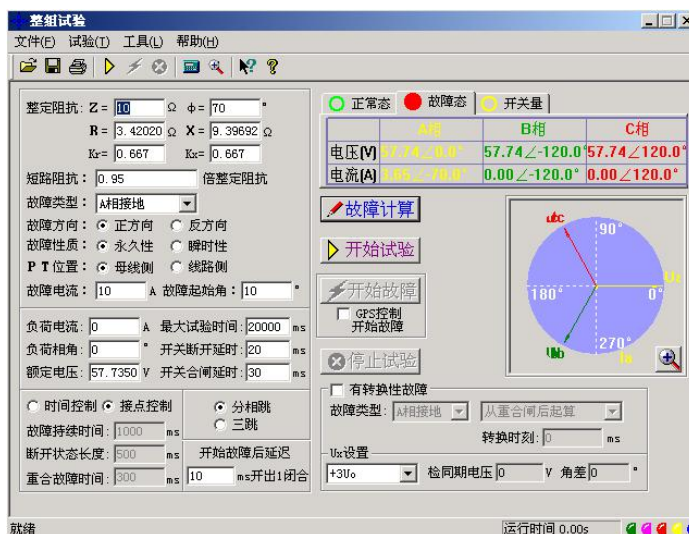 整组试验
文件(F) 试验(T) 工具(L) 帮助(H)
整定阻抗: Z = 10 Ω ϕ = 70 °
R = 3.42020 Ω X = 9.39692 Ω
Kr= 0.667 Kx= 0.667
短路阻抗: 0.95 倍整定阻抗
故障类型: A相接地
故障方向: 正方向 反方向
故障性质: 永久性 瞬时性
P T位置: 母线侧 线路侧
故障电流: 10 A 故障起始角: 10 °
负荷电流: 0 A 最大试验时间: 20000 ms
负荷相角: 0 ° 开关断开延时: 20 ms
额定电压: 57.7350 V 开关合闸延时: 30 ms
时间控制 接点控制
故障持续时间: 1000 ms
断开状态长度: 500 ms
重合故障时间: 300 ms
分相跳
三跳
开始故障后延迟
10 ms开出1闭合
正常态 故障态 开关量
A相 B相 C相
电压(V) 57.74∠0.0° 57.74∠-120.0° 57.74∠120.0°
电流(A) 3.65∠-70.0° 0.00∠-120.0° 0.00∠120.0°
故障计算
开始试验
开始故障
GPS控制
开始故障
停止试验
90°
180° 0°
270°
有转换性故障
故障类型: A相接地 从重合闸后起算
转换时刻: 0 ms
Ux设置
+3U₀ 检同期电压 0 V 角差 0 °
就绪 运行时间 0.00s